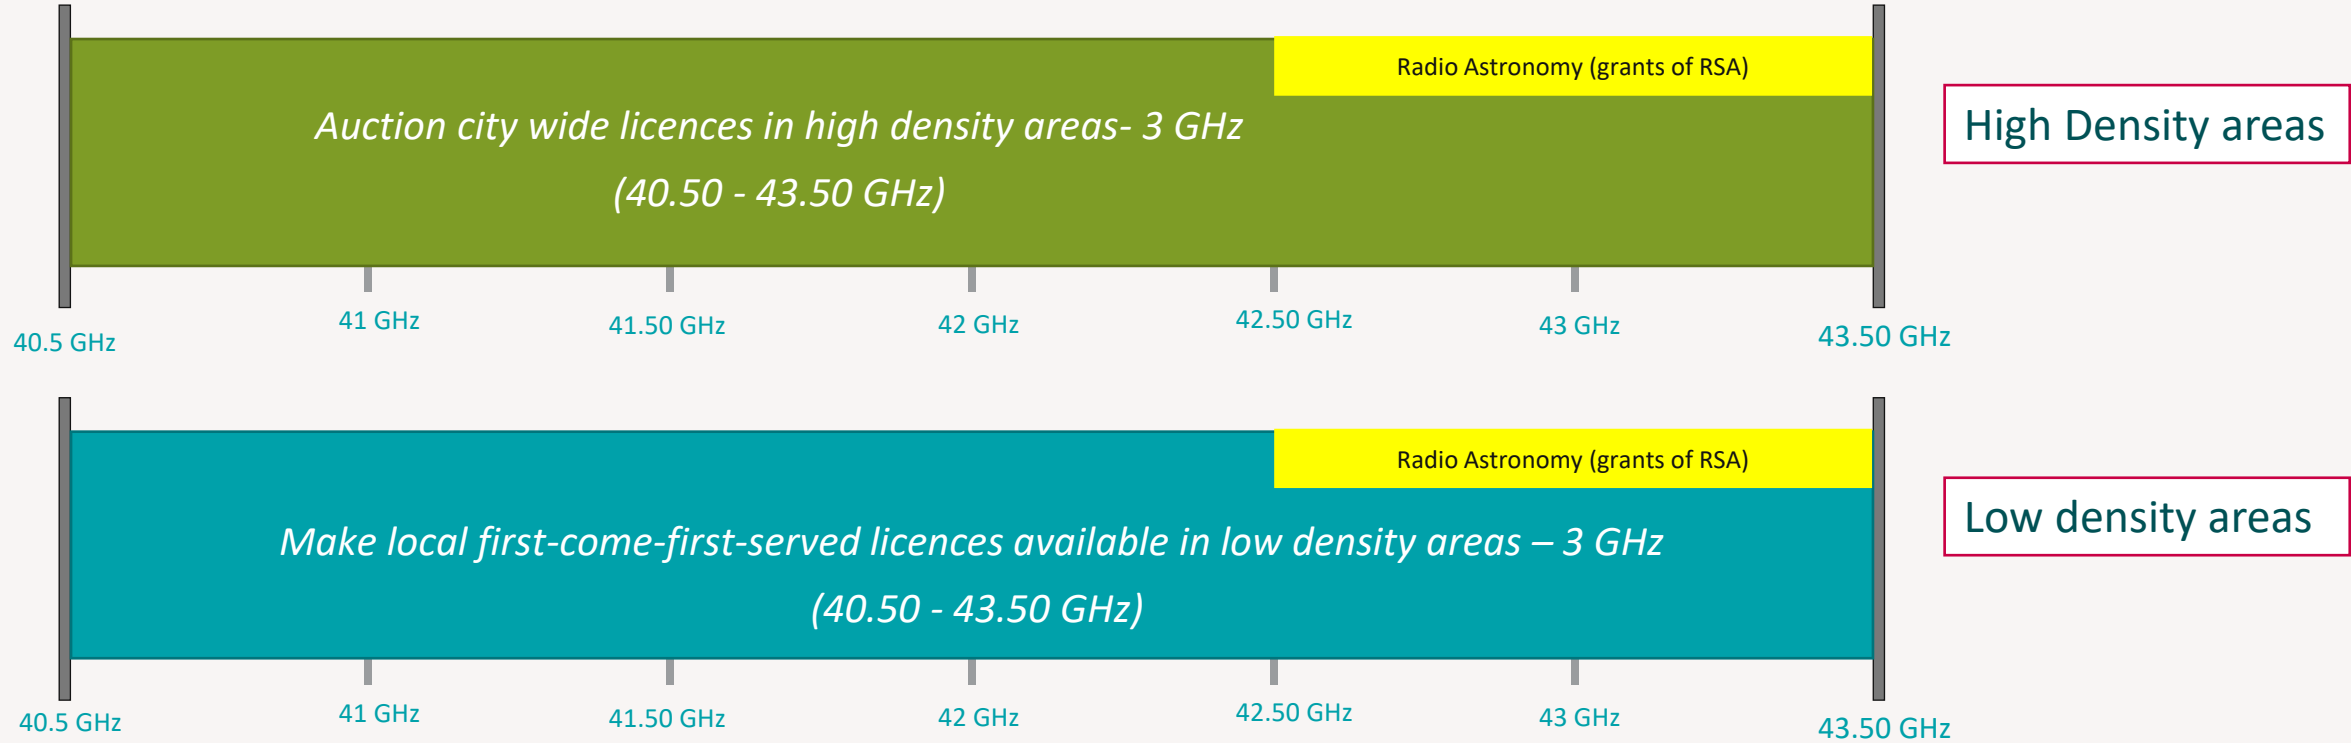 Radio Astronomy (grants of RSA)
Auction city wide licences in high density areas- 3 GHz
(40.50 - 43.50 GHz)
High Density areas
40.5 GHz
41 GHz
41.50 GHz
42 GHz
42.50 GHz
43 GHz
43.50 GHz
Radio Astronomy (grants of RSA)
Make local first-come-first-served licences available in low density areas – 3 GHz
(40.50 - 43.50 GHz)
Low density areas
40.5 GHz
41 GHz
41.50 GHz
42 GHz
42.50 GHz
43 GHz
43.50 GHz